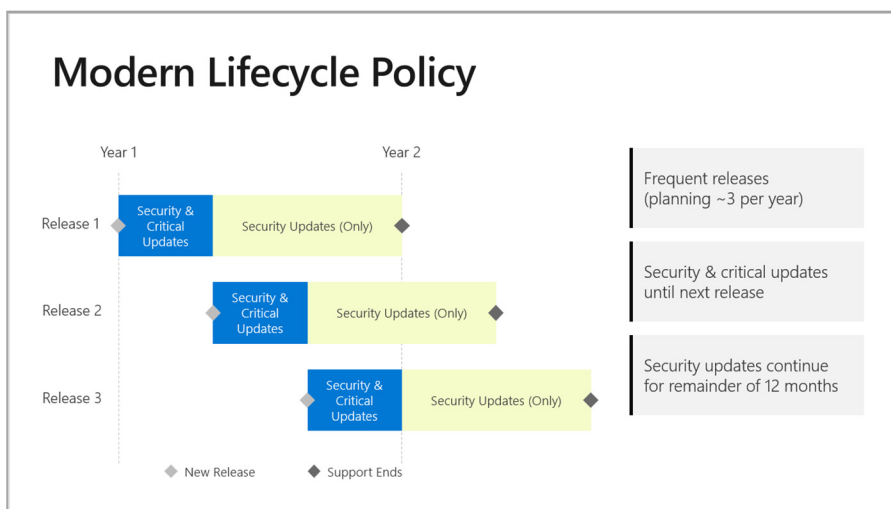 Modern Lifecycle Policy
Year 1
Year 2
Release 1
Security &
Critical
Updates
Security Updates (Only)
Release 2
Security &
Critical
Updates
Security Updates (Only)
Release 3
Security &
Critical
Updates
Security Updates (Only)
New Release
Support Ends
Frequent releases
(planning ~3 per year)
Security & critical updates
until next release
Security updates continue
for remainder of 12 months